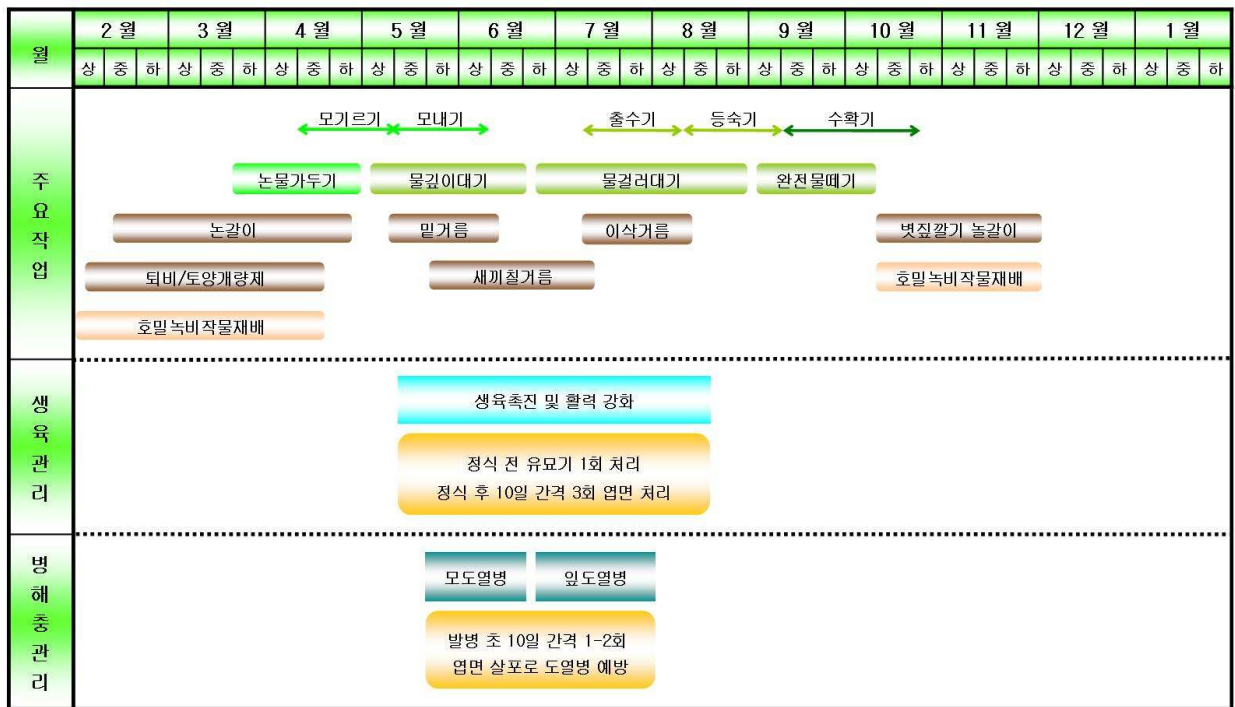 월
2 월 3 월 4 월 5 월 6 월 7 월 8 월 9 월 10 월 11 월 12 월 1 월
상 중 하 상 중 하 상 중 하 상 중 하 상 중 하 상 중 하 상 중 하 상 중 하 상 중 하 상 중 하 상 중 하 상 중 하
주요작업
모기르기 모내기 출수기 등숙기 수확기
논물가두기 물깊이대기 물걸러대기 완전물떼기
논갈이 밑거름 이삭거름 볏짚깔기 놀갈이
퇴비/토양개량제 새끼칠거름 호밀녹비작물재배
호밀녹비작물재배
생육관리
생육촉진 및 활력 강화
정식 전 유묘기 1회 처리
정식 후 10일 간격 3회 엽면 처리
병해충관리
모도열병 잎도열병
발병 초 10일 간격 1-2회
엽면 살포로 도열병 예방